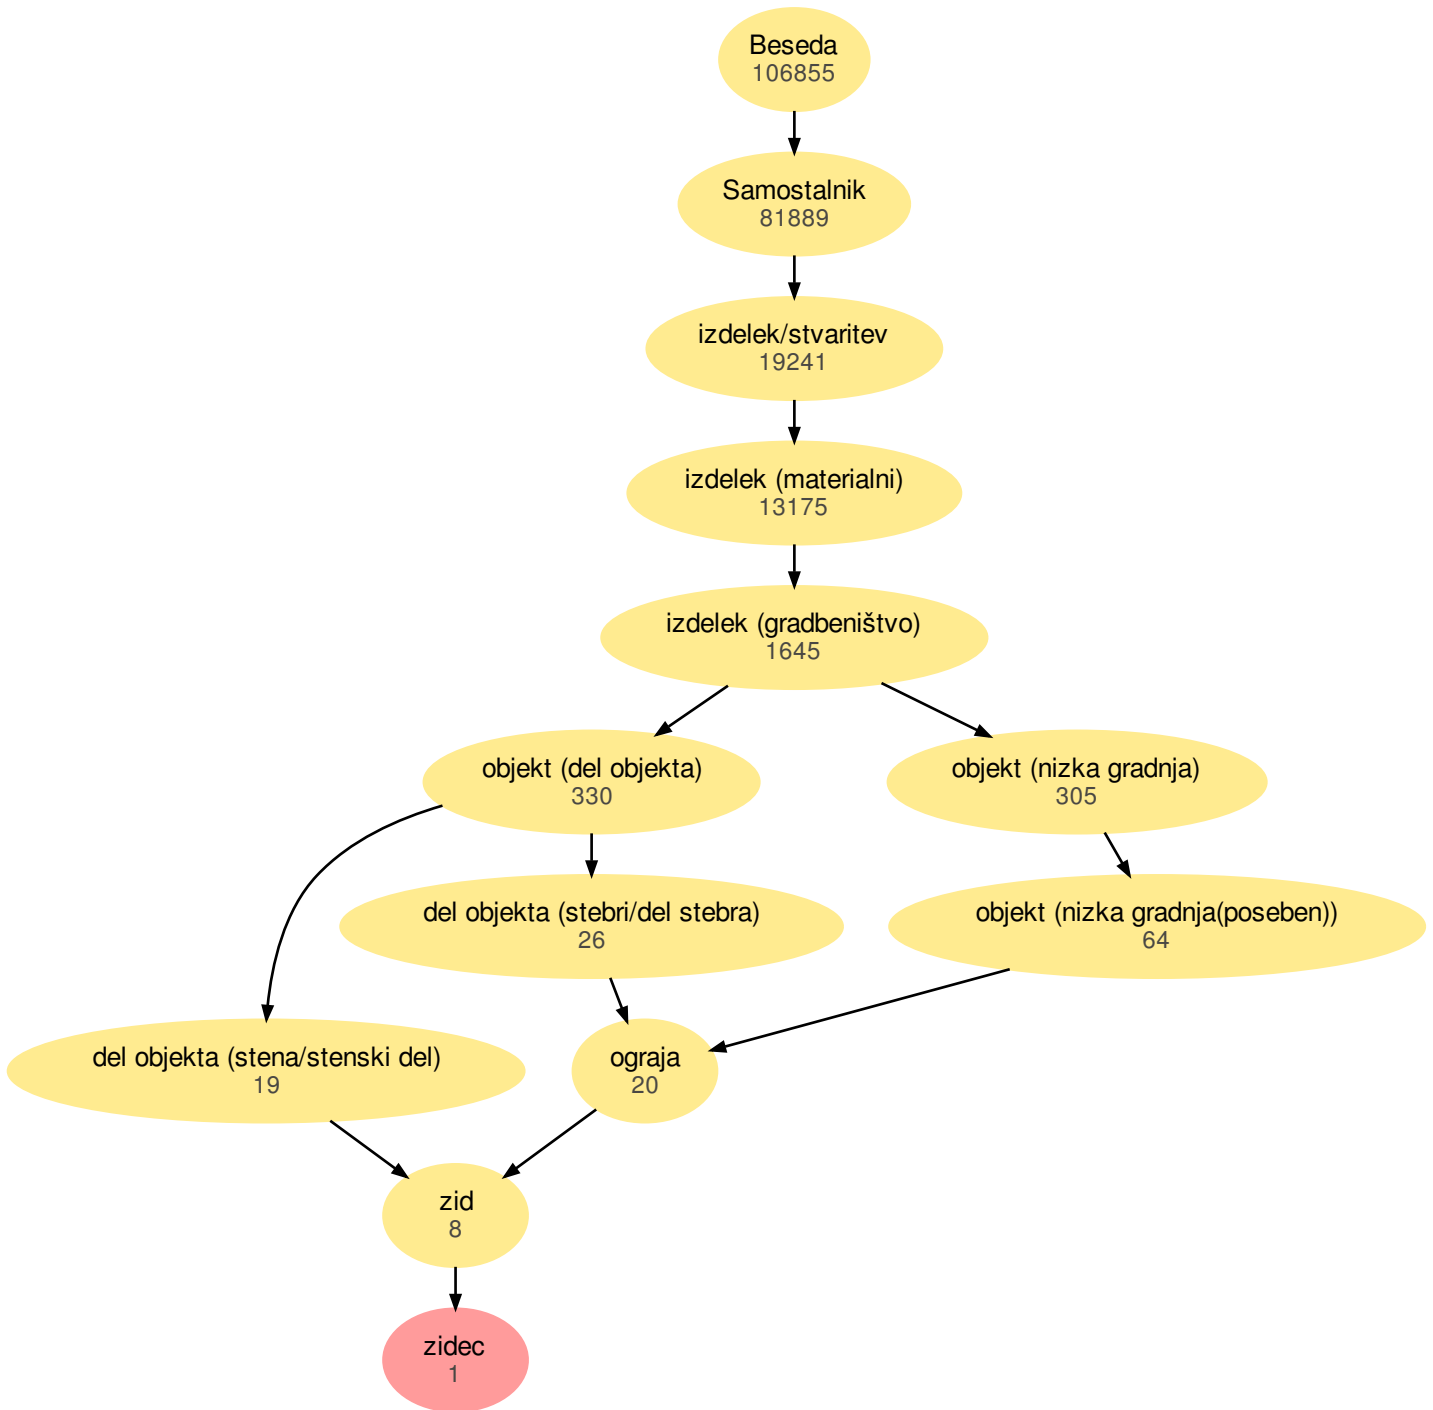 Beseda
106855
Samostalnik
81889
izdelek/stvaritev
19241
izdelek (materialni)
13175
izdelek (gradbeništvo)
1645
objekt (del objekta)
330
objekt (nizka gradnja)
305
del objekta (stebri/del stebra)
26
objekt (nizka gradnja(poseben))
64
del objekta (stena/stenski del)
19
ograja
20
zid
8
zidec
1